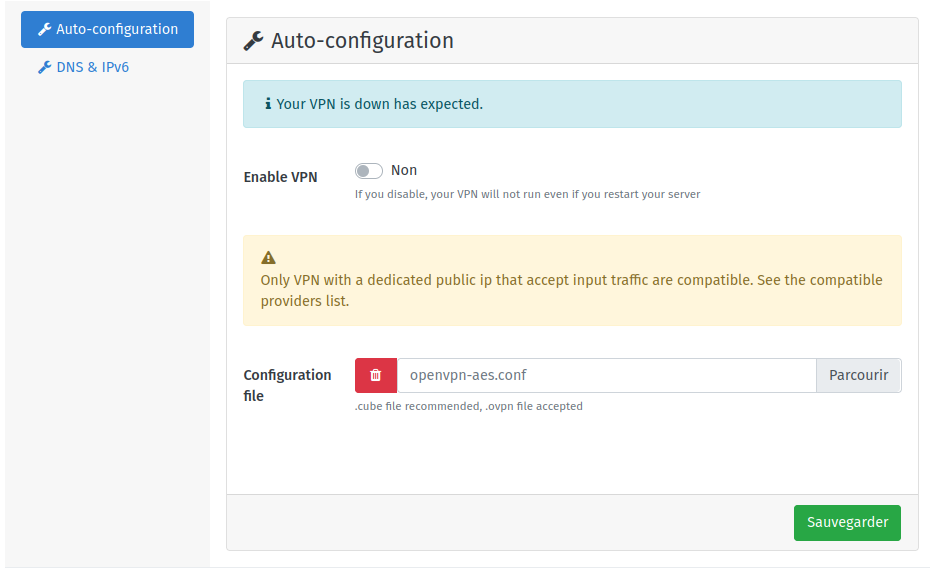 Auto-configuration
DNS & IPv6
Auto-configuration
Your VPN is down has expected.
Enable VPN
Non
If you disable, your VPN will not run even if you restart your server
Only VPN with a dedicated public ip that accept input traffic are compatible. See the compatible
providers list.
Configuration
file
openvpn-aes.conf
Parcourir
.cube file recommended, .ovpn file accepted
Sauvegarder